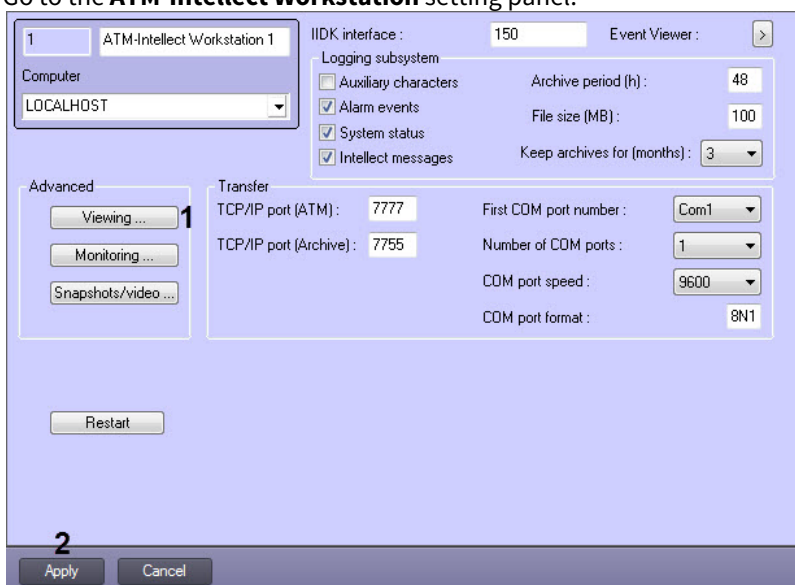 Go to the ATM-Intellect Workstation setting panel.
1 ATM-Intellect Workstation 1
Computer
LOCALHOST
IIDK interface : 150 Event Viewer : >
Logging subsystem
Auxiliary characters Archive period (h) : 48
Alarm events File size (MB) : 100
System status
Intellect messages Keep archives for (months) : 3
Advanced
Viewing ... 1
Monitoring ...
Snapshots/video ...
Transfer
TCP/IP port (ATM) : 7777 First COM port number : Com1
TCP/IP port (Archive) : 7755 Number of COM ports : 1
COM port speed : 9600
COM port format : 8N1
Restart
2
Apply Cancel